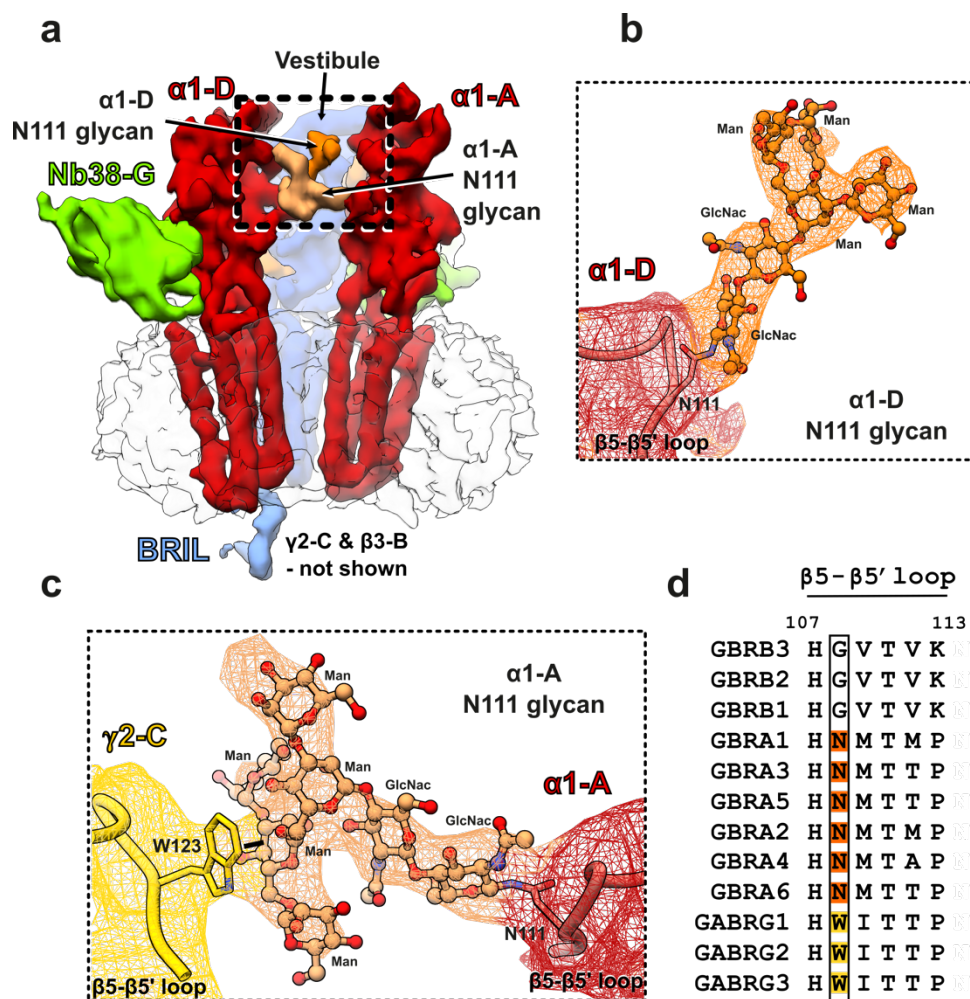 a
Vestibule
α1-D
α1-A
α1-D
N111 glycan
α1-A
N111
glycan
Nb38-G
BRIL
γ2-C & β3-B
- not shown
b
Man
Man
GlcNac
Man
Man
α1-D
GlcNac
N111
β5-β5' loop
α1-D
N111 glycan
c
Man
α1-A
N111 glycan
γ2-C
Man
Man
α1-A
GlcNac
GlcNac
W123
Man
N111
Man
β5-β5' loop
β5-β5' loop
d
β5-β5' loop
107 113
GBRB3 H G V T V K N
GBRB2 H G V T V K N
GBRB1 H G V T V K N
GBRA1 H N M T M P N
GBRA3 H N M T T P N
GBRA5 H N M T T P N
GBRA2 H N M T M P N
GBRA4 H N M T A P N
GBRA6 H N M T T P N
GABRG1 H W I T T P N
GABRG2 H W I T T P N
GABRG3 H W I T T P N